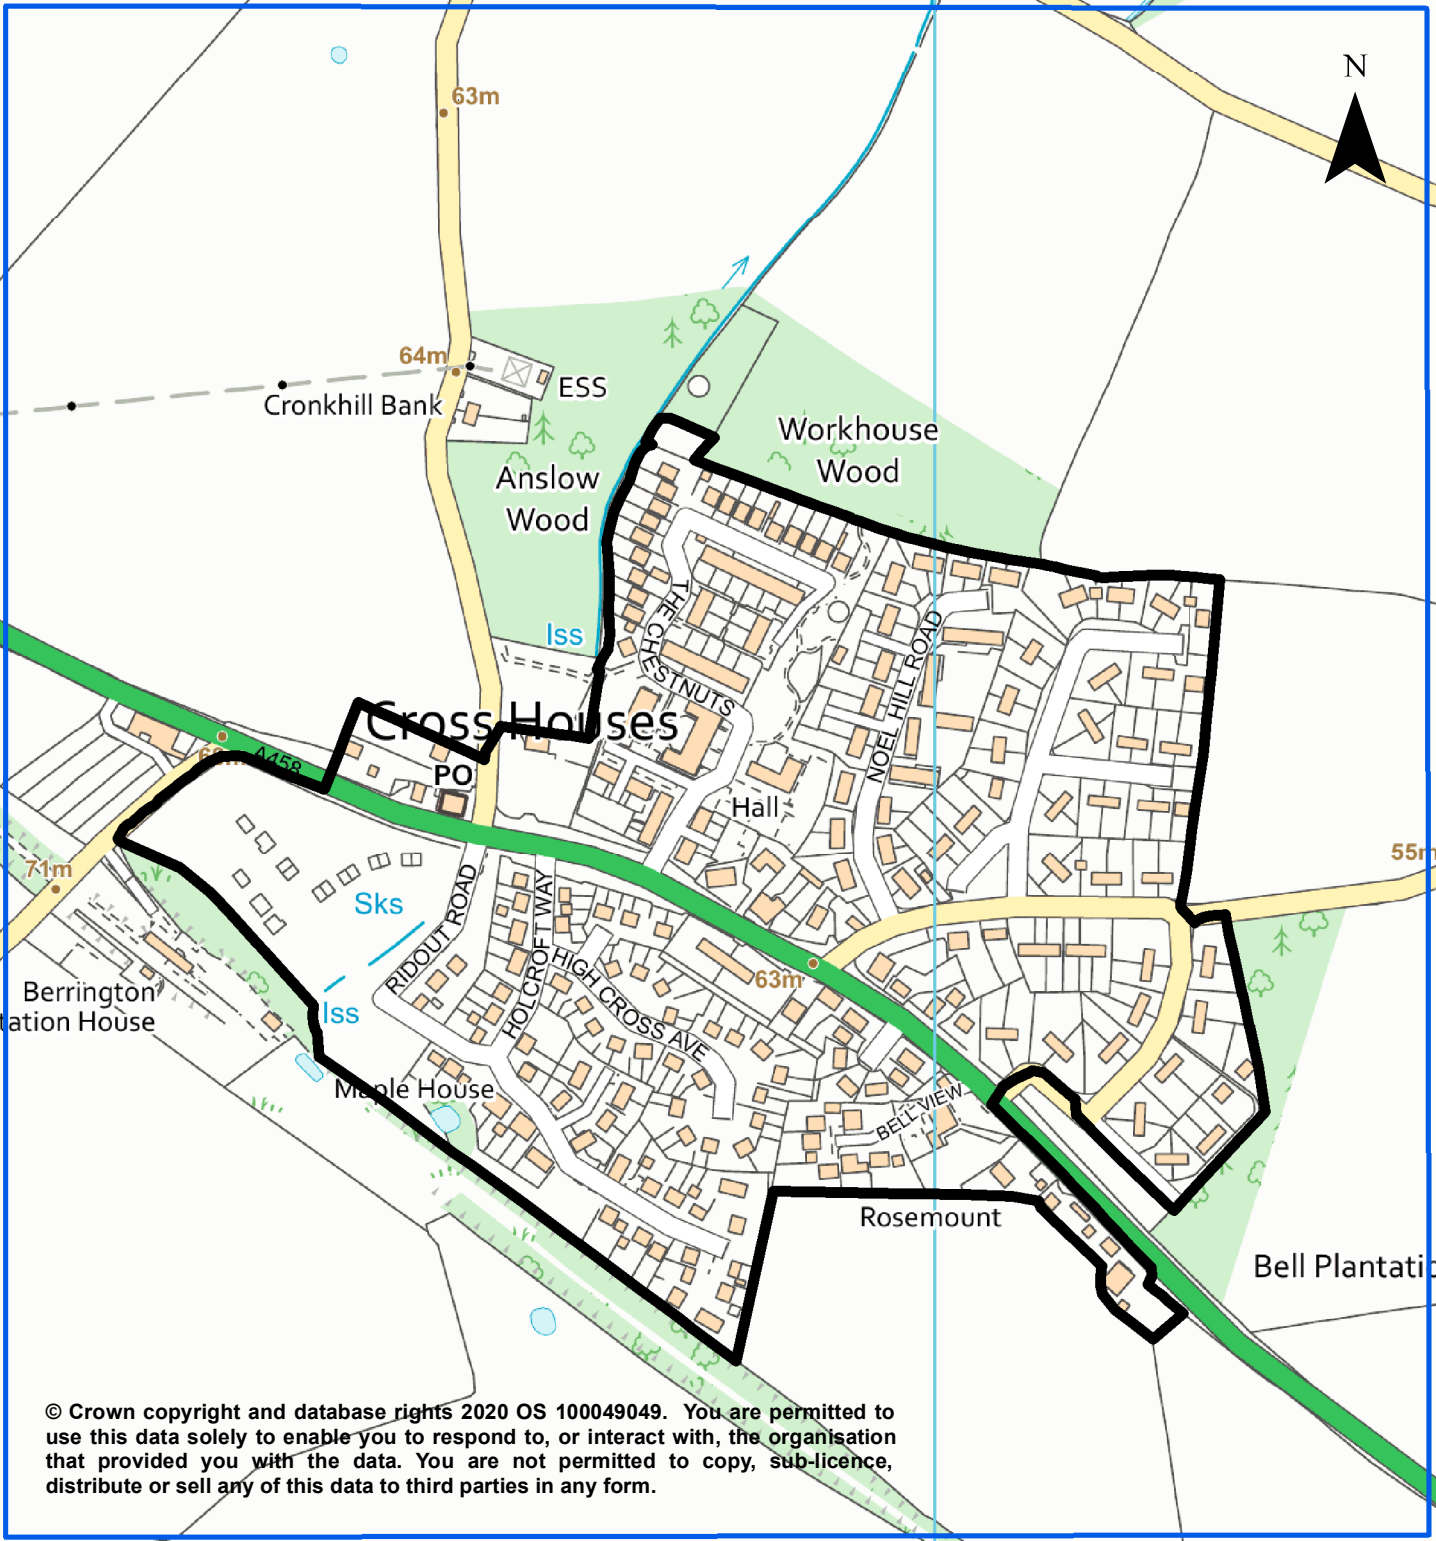 N
63m
64m
ESS
Cronkhill Bank
Workhouse
Wood
Anslow
Wood
Iss
THE CHESTNUTS
NOEL HILL ROAD
Cross Houses
A458
PO
Hall
55m
71m
Sks
RIDOUT ROAD
HOLCROFT WAY
HIGH CROSS AVE
63m
Berrington
tation House
Iss
Maple House
BELL VIEW
Rosemount
Bell Plantatio
© Crown copyright and database rights 2020 OS 100049049. You are permitted to
use this data solely to enable you to respond to, or interact with, the organisation
that provided you with the data. You are not permitted to copy, sub-licence,
distribute or sell any of this data to third parties in any form.